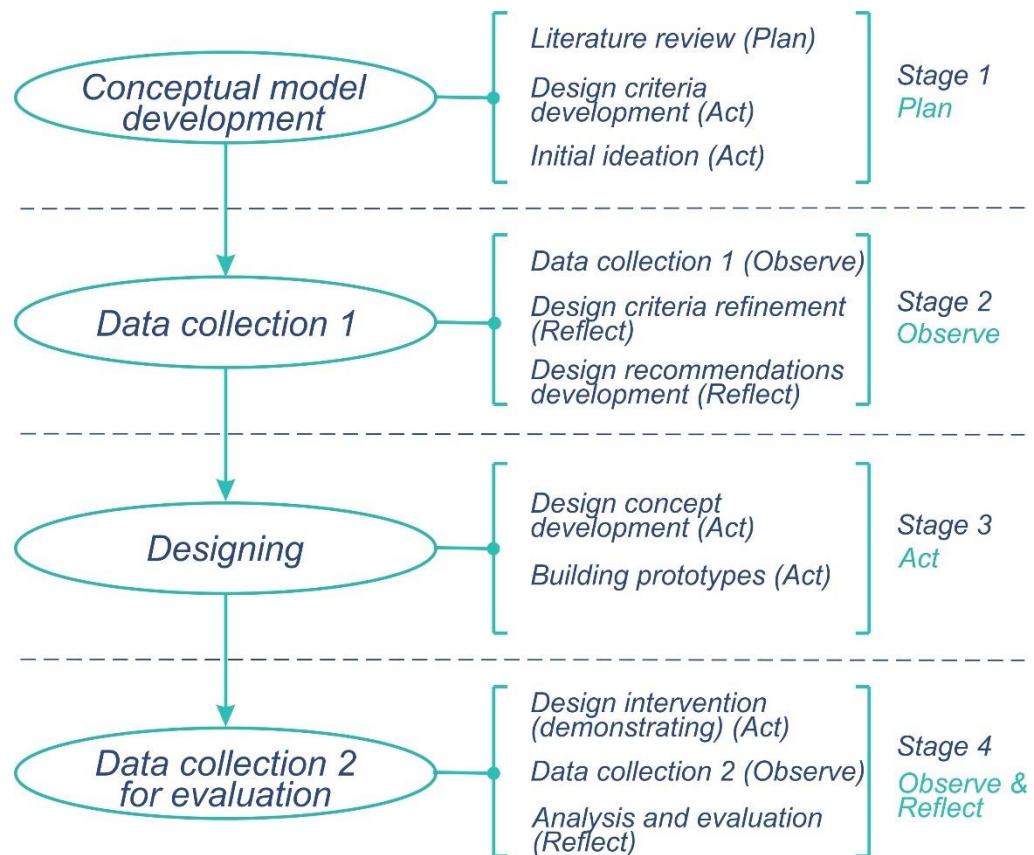 Conceptual model
development
Literature review (Plan)
Design criteria
development (Act)
Initial ideation (Act)
Stage 1
Plan
Data collection 1
Data collection 1 (Observe)
Design criteria refinement
(Reflect)
Design recommendations
development (Reflect)
Stage 2
Observe
Designing
Design concept
development (Act)
Building prototypes (Act)
Stage 3
Act
Data collection 2
for evaluation
Design intervention
(demonstrating) (Act)
Data collection 2 (Observe)
Analysis and evaluation
(Reflect)
Stage 4
Observe &
Reflect